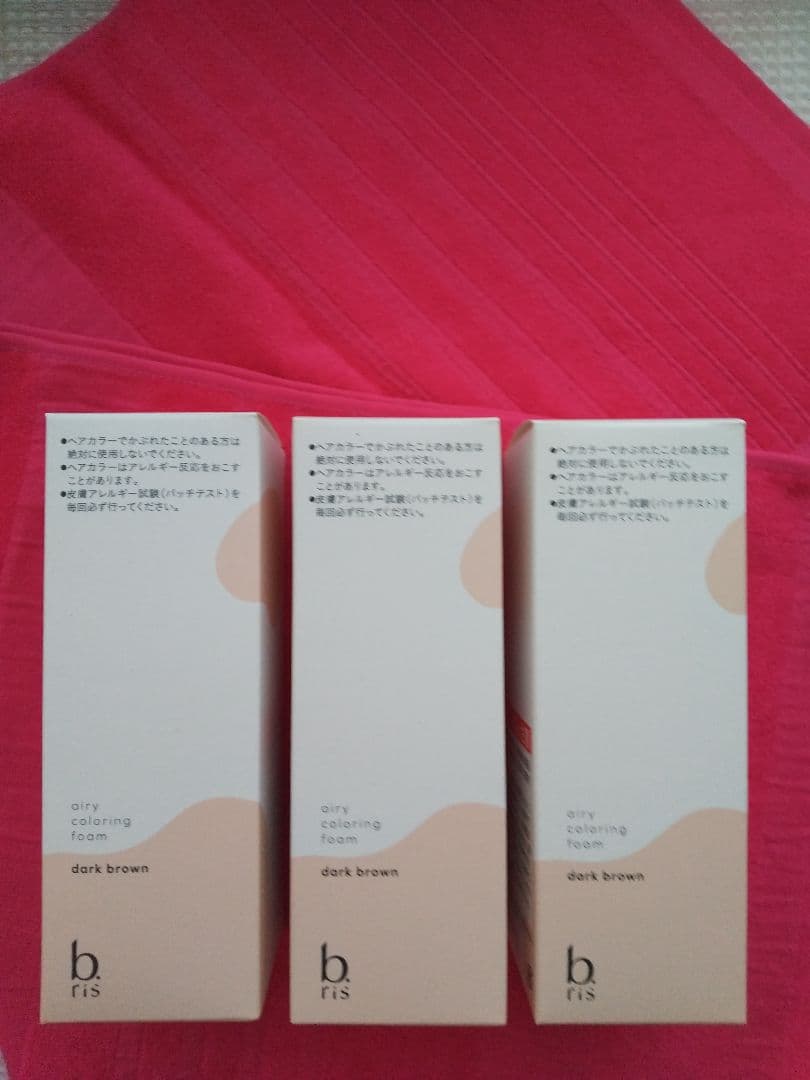 ●ヘアカラーでかぶれたことのある方は
絶対に使用しないでください。
●ヘアカラーはアレルギー反応をおこす
ことがあります。
●皮膚アレルギー試験(パッチテスト)を
毎回必ず行ってください。
airy
coloring
foam
dark brown
b.
ris
●ヘアカラーでかぶれたことのある方は
絶対に使用しないでください。
●ヘアカラーはアレルギー反応をおこす
ことがあります。
●皮膚アレルギー試験(パッチテスト)を
毎回必ず行ってください。
airy
coloring
foam
dark brown
b.
ris
●ヘアカラーでかぶれたことのある方は
絶対に使用しないでください。
●ヘアカラーはアレルギー反応をおこす
ことがあります。
●皮膚アレルギー試験(パッチテスト)を
毎回必ず行ってください。
airy
coloring
foam
dark brown
b.
ris